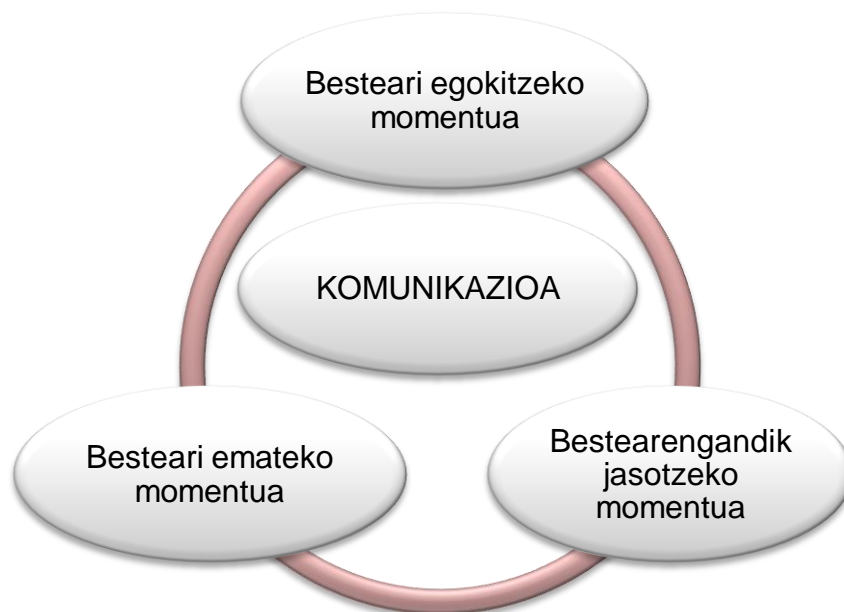 Besteari egokitzeko
momentua
KOMUNIKAZIOA
Besteari emateko
momentua
Bestearengandik
jasotzeko
momentua